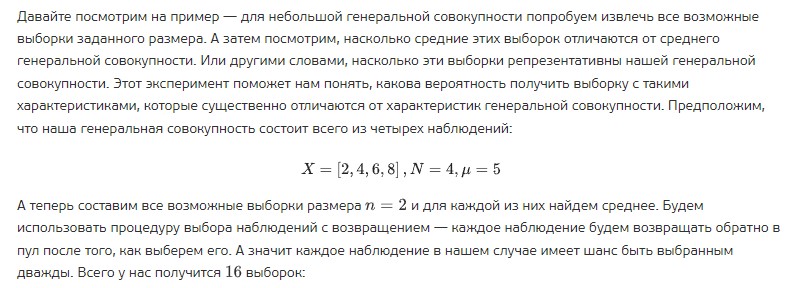 Давайте посмотрим на пример — для небольшой генеральной совокупности попробуем извлечь все возможные
выборки заданного размера. А затем посмотрим, насколько средние этих выборок отличаются от среднего
генеральной совокупности. Или другими словами, насколько эти выборки репрезентативны нашей генеральной
совокупности. Этот эксперимент поможет нам понять, какова вероятность получить выборку с такими
характеристиками, которые существенно отличаются от характеристик генеральной совокупности. Предположим,
что наша генеральная совокупность состоит всего из четырех наблюдений:
X = [2, 4, 6, 8] , N = 4, μ = 5
А теперь составим все возможные выборки размера n = 2 и для каждой из них найдем среднее. Будем
использовать процедуру выбора наблюдений с возвращением — каждое наблюдение будем возвращать обратно в
пул после того, как выберем его. А значит каждое наблюдение в нашем случае имеет шанс быть выбранным
дважды. Всего у нас получится 16 выборок: